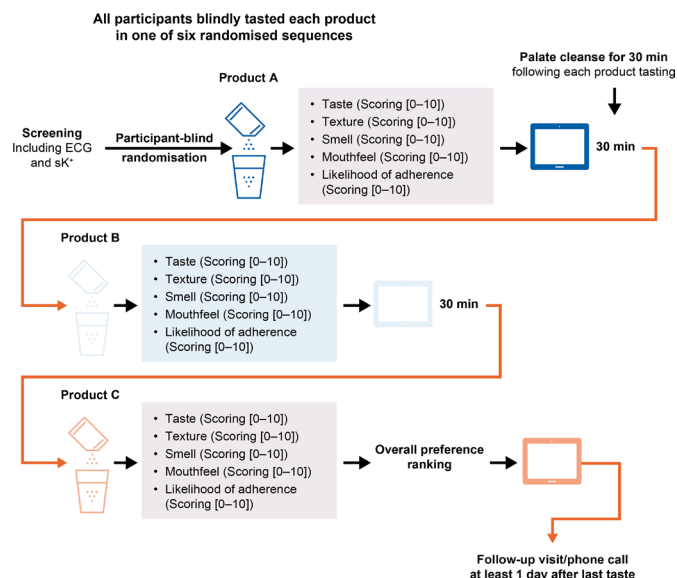 All participants blindly tasted each product
in one of six randomised sequences
Palate cleanse for 30 min
following each product tasting
Product A
Screening
Including ECG
and sK⁺
Participant-blind
randomisation
• Taste (Scoring [0–10])
• Texture (Scoring [0–10])
• Smell (Scoring [0–10])
• Mouthfeel (Scoring [0–10])
• Likelihood of adherence
(Scoring [0–10])
30 min
Product B
• Taste (Scoring [0–10])
• Texture (Scoring [0–10])
• Smell (Scoring [0–10])
• Mouthfeel (Scoring [0–10])
• Likelihood of adherence
(Scoring [0–10])
30 min
Product C
• Taste (Scoring [0–10])
• Texture (Scoring [0–10])
• Smell (Scoring [0–10])
• Mouthfeel (Scoring [0–10])
• Likelihood of adherence
(Scoring [0–10])
Overall preference
ranking
Follow-up visit/phone call
at least 1 day after last taste